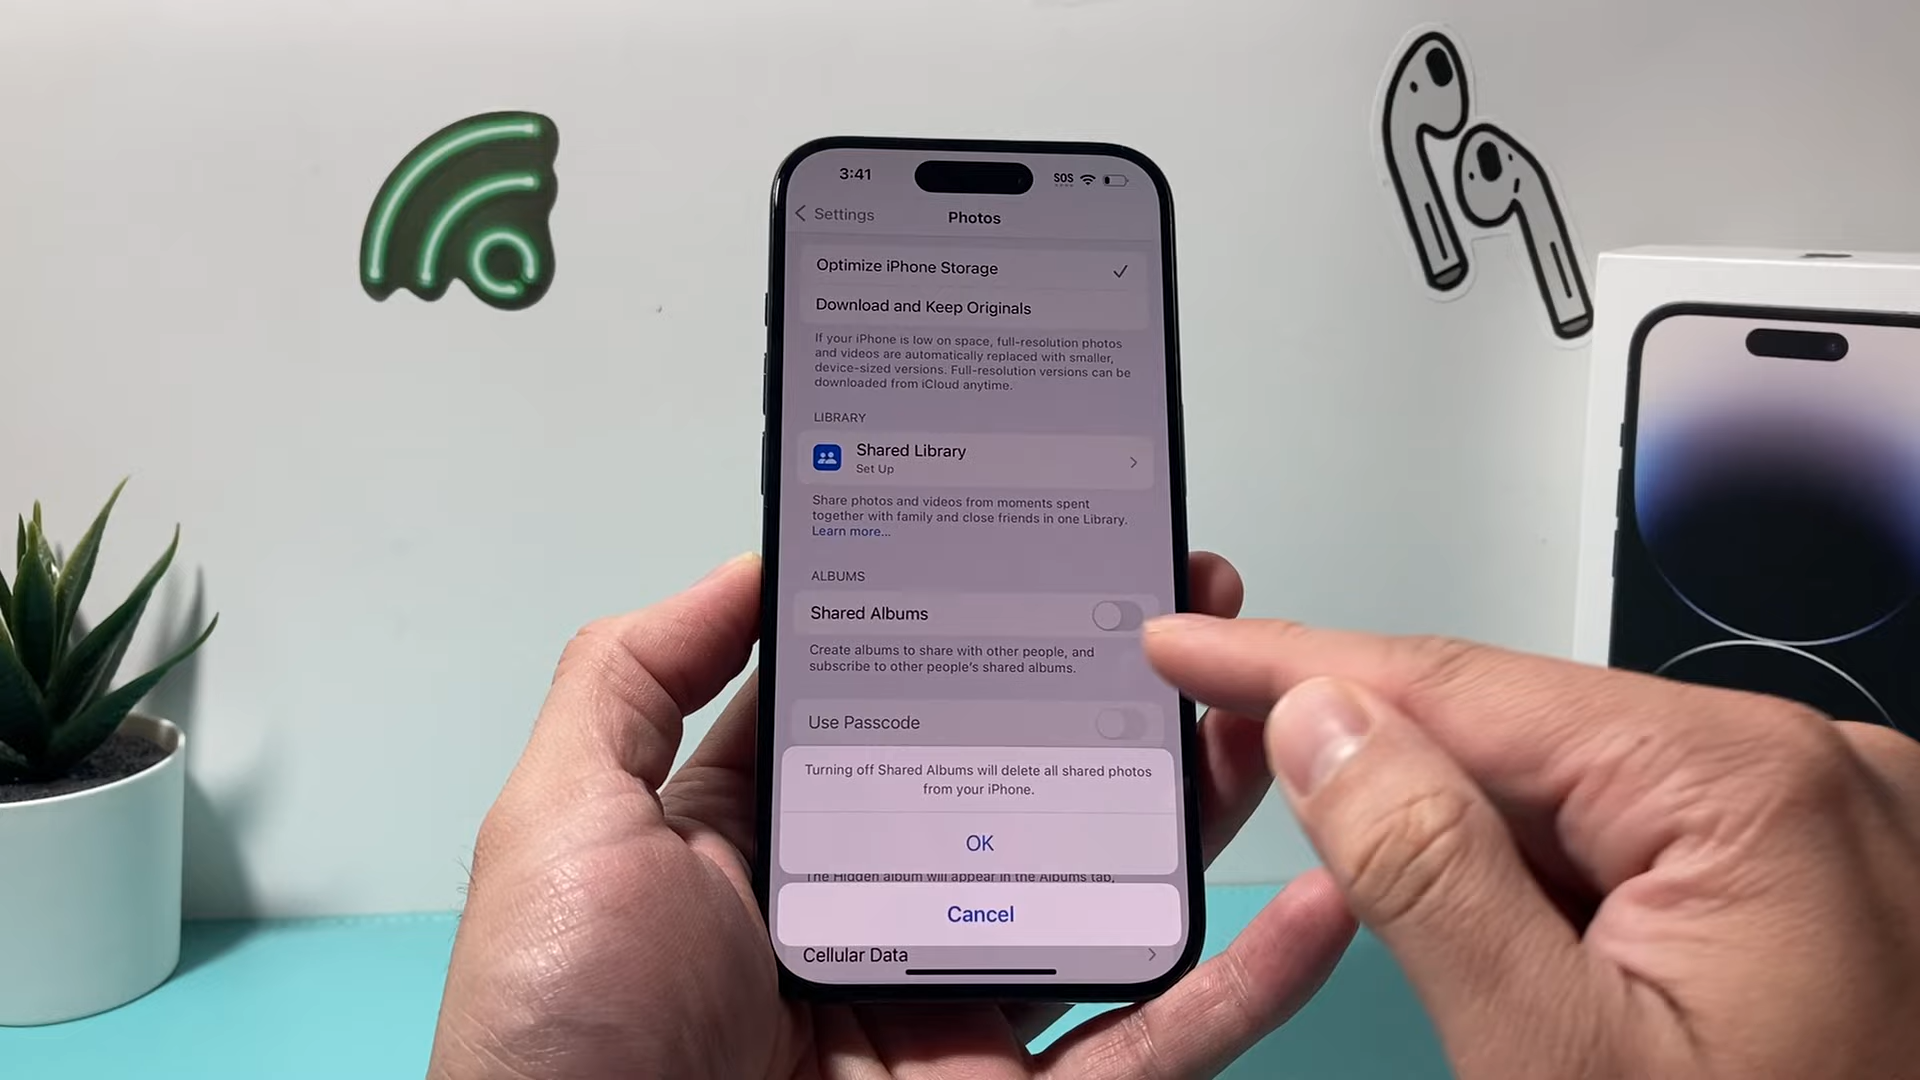 3:41
SOS
Settings
Photos
Optimize iPhone Storage
Download and Keep Originals
If your iPhone is low on space, full-resolution photos
and videos are automatically replaced with smaller,
device-sized versions. Full-resolution versions can be
downloaded from iCloud anytime.
LIBRARY
Shared Library
Set Up
Share photos and videos from moments spent
together with family and close friends in one Library.
Learn more...
ALBUMS
Shared Albums
Create albums to share with other people, and
subscribe to other people's shared albums.
Use Passcode
Turning off Shared Albums will delete all shared photos
from your iPhone.
OK
The Hidden album will appear in the Albums tab,
Cancel
Cellular Data